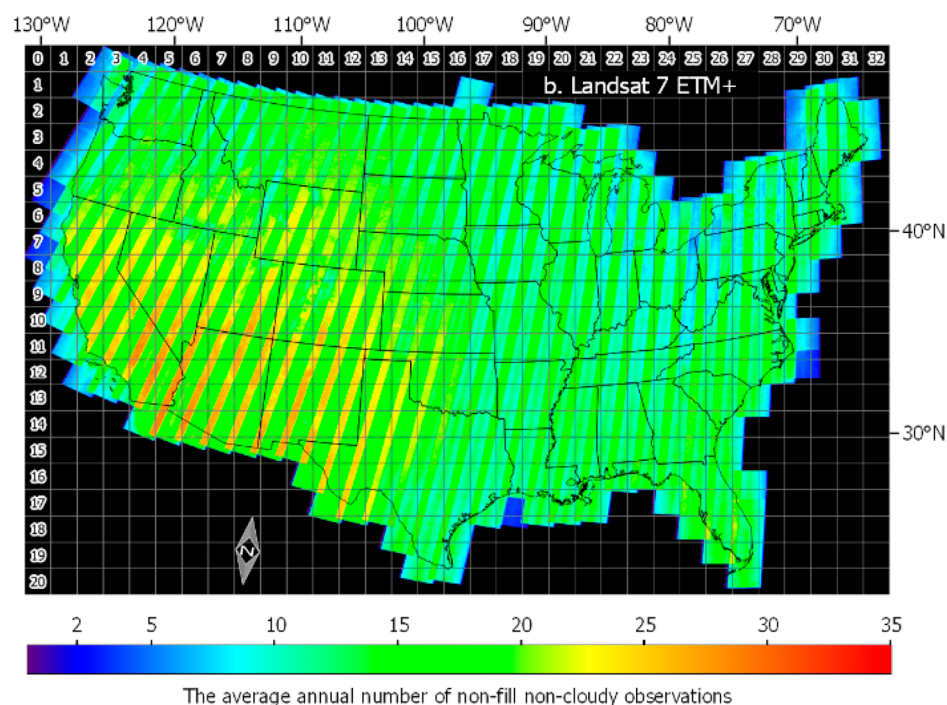 130°W 120°W 110°W 100°W 90°W 80°W 70°W
0 1 2 3 4 5 6 7 8 9 10 11 12 13 14 15 16 17 18 19 20 21 22 23 24 25 26 27 28 29 30 31 32
1
b. Landsat 7 ETM+
2
3
4
5
6
7
40°N
8
9
10
11
12
13
14
30°N
15
16
17
18
N
19
20
2 5 10 15 20 25 30 35
The average annual number of non-fill non-cloudy observations